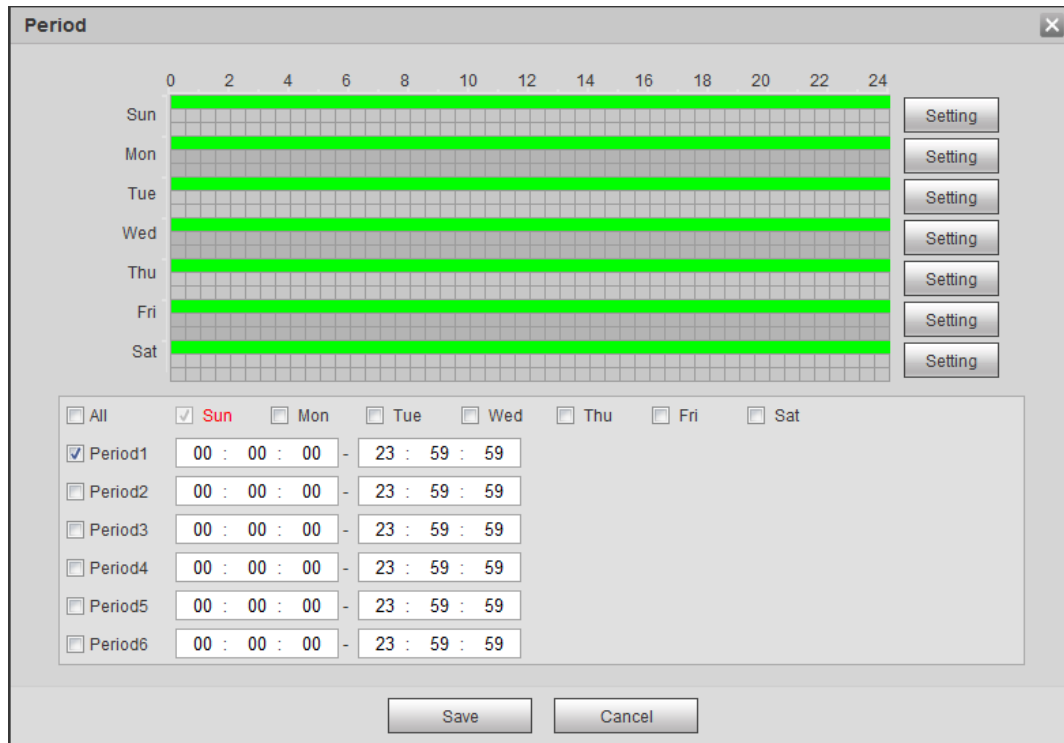 Period
0 2 4 6 8 10 12 14 16 18 20 22 24
Sun Setting
Mon Setting
Tue Setting
Wed Setting
Thu Setting
Fri Setting
Sat Setting
All Sun Mon Tue Wed Thu Fri Sat
Period1 00 : 00 : 00 - 23 : 59 : 59
Period2 00 : 00 : 00 - 23 : 59 : 59
Period3 00 : 00 : 00 - 23 : 59 : 59
Period4 00 : 00 : 00 - 23 : 59 : 59
Period5 00 : 00 : 00 - 23 : 59 : 59
Period6 00 : 00 : 00 - 23 : 59 : 59
Save Cancel